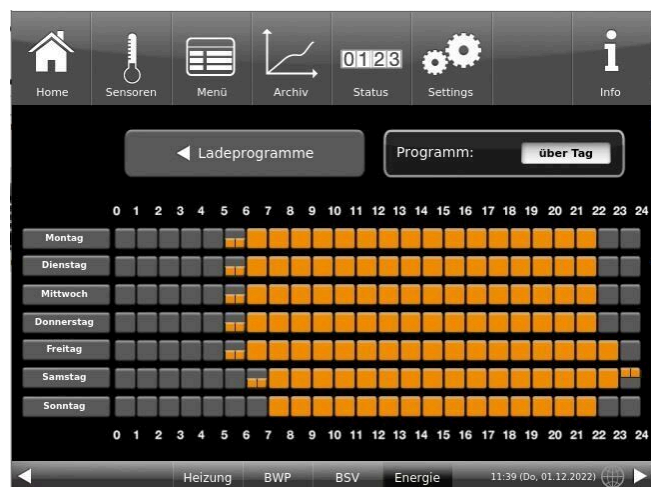 0123
Home Sensoren Menü Archiv Status Settings Info
Ladeprogramme Programm: über Tag
0 1 2 3 4 5 6 7 8 9 10 11 12 13 14 15 16 17 18 19 20 21 22 23 24
Montag
Dienstag
Mittwoch
Donnerstag
Freitag
Samstag
Sonntag
0 1 2 3 4 5 6 7 8 9 10 11 12 13 14 15 16 17 18 19 20 21 22 23 24
Heizung BWP BSV Energie 11:39 (Do, 01.12.2022)